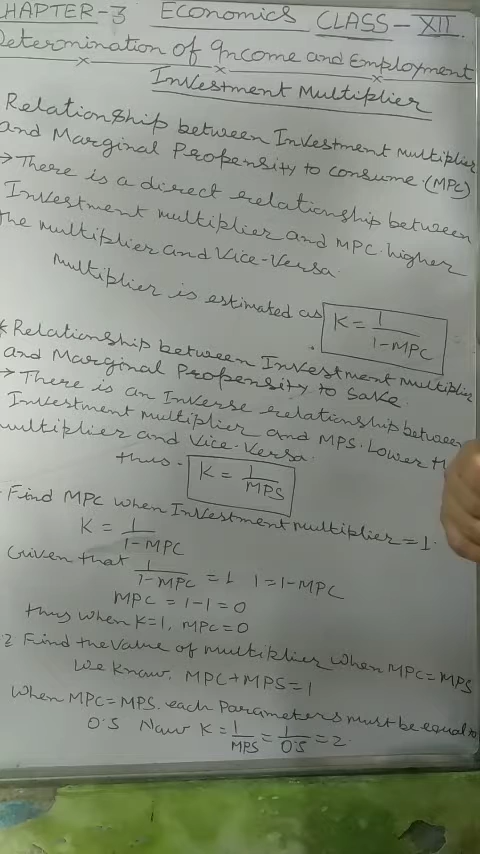 CHAPTER-3 Economics CLASS-XII
Determination of Income and Employment
Investment Multiplier
Relationship between Investment multiplier
and Marginal Propensity to consume.(MPC)
→ There is a direct relationship between
Investment multiplier and MPC. higher
the multiplier and Vice-Versa.
multiplier is estimated as K = 1/1-MPC
* Relationship between Investment Multiplier
and Marginal Propensity to Save.
→ There is an Inverse relationship between
Investment multiplier and MPS. Lower
multiplier and Vice-Versa.
thus - K = 1/MPS
Find MPC when Investment multiplier = 1.
K = 1/1-MPC
Given that 1/1-MPC = 1 1 = 1-MPC
MPC = 1-1 = 0
thus when K=1, MPC=0
2 Find the value of multiplier when MPC=MPS
We Know. MPC+MPS=1
When MPC=MPS. each Parameters must be equal to
0.5 Now K = 1/MPS = 1/0.5 = 2.